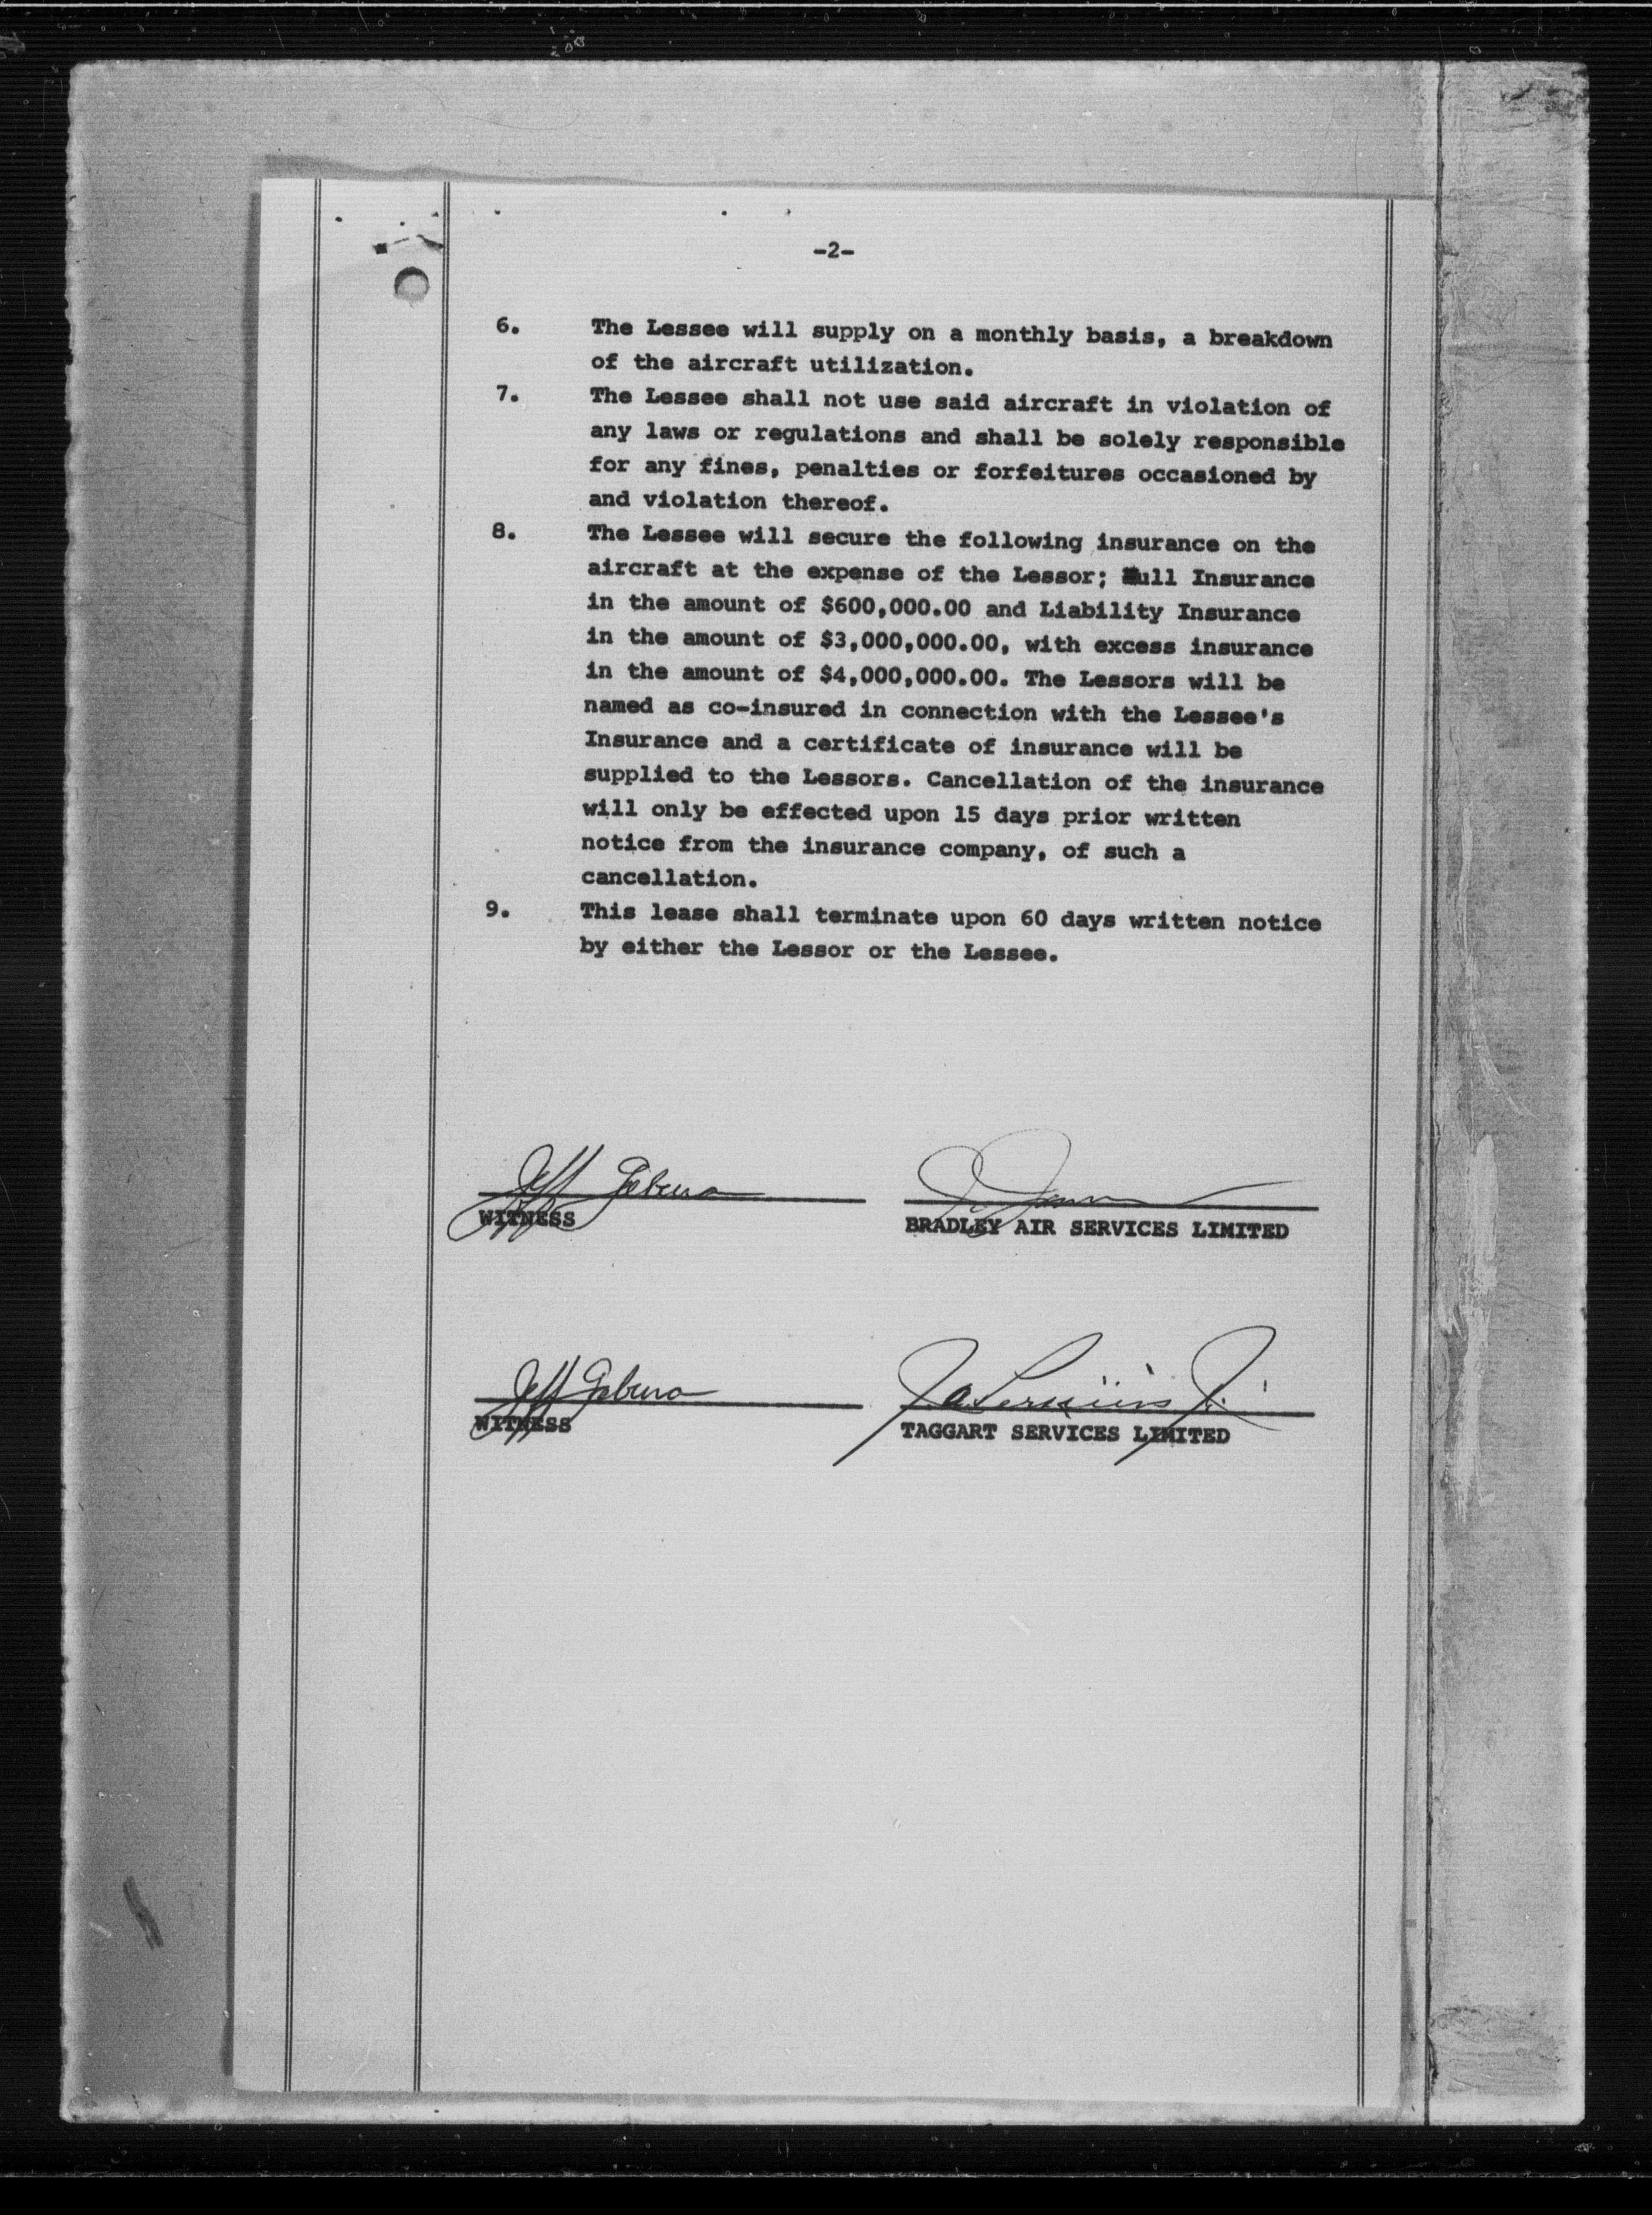 -2-
6. The Lessee will supply on a monthly basis, a breakdown
of the aircraft utilization.
7. The Lessee shall not use said aircraft in violation of
any laws or regulations and shall be solely responsible
for any fines, penalties or forfeitures occasioned by
and violation thereof.
8. The Lessee will secure the following insurance on the
aircraft at the expense of the Lessor; Hull Insurance
in the amount of $600,000.00 and Liability Insurance
in the amount of $3,000,000.00, with excess insurance
in the amount of $4,000,000.00. The Lessors will be
named as co-insured in connection with the Lessee's
Insurance and a certificate of insurance will be
supplied to the Lessors. Cancellation of the insurance
will only be effected upon 15 days prior written
notice from the insurance company, of such a
cancellation.
9. This lease shall terminate upon 60 days written notice
by either the Lessor or the Lessee.
Jeff
WITNESS BRADLEY AIR SERVICES LIMITED
Jeff
WITNESS TAGGART SERVICES LIMITED